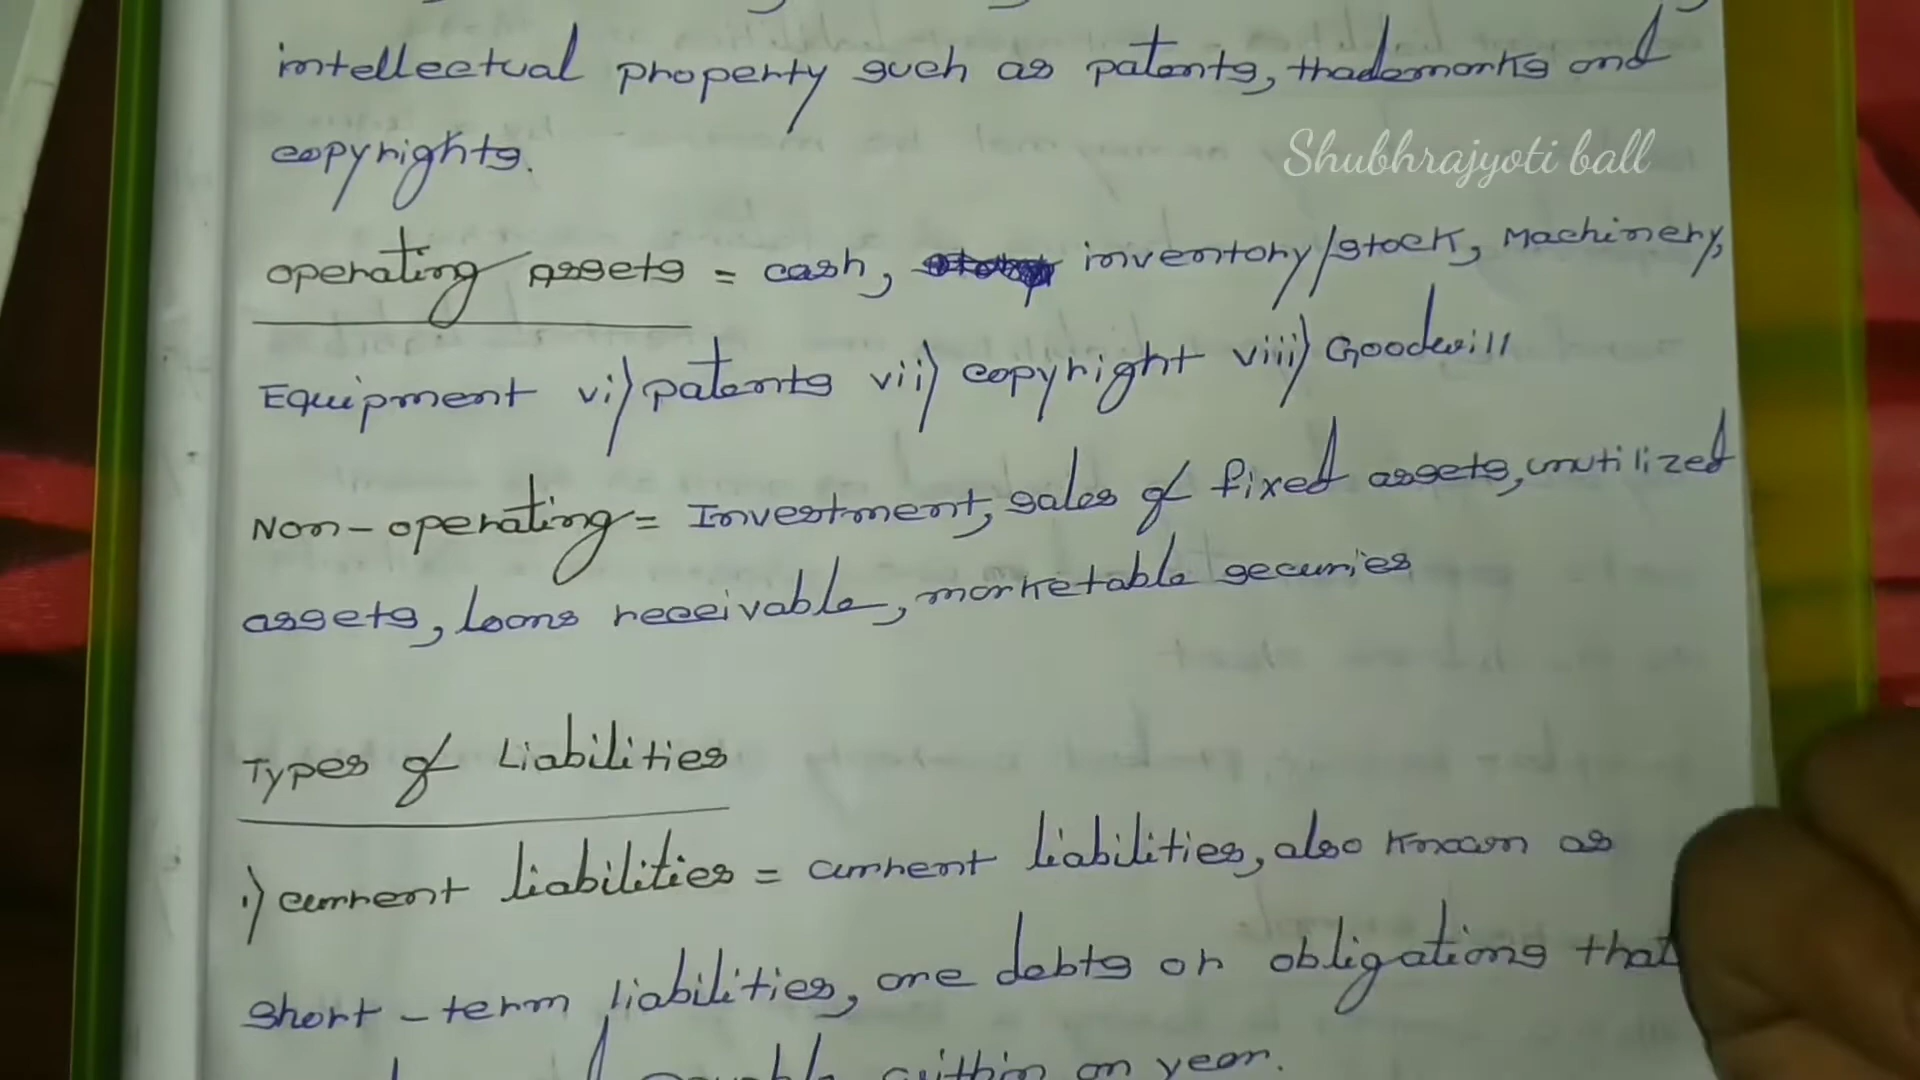 intellectual property such as patents, trademarks and
copyrights.
Shubhrajyoti ball
operating Assets = cash, inventory/stock, Machinery,
Equipment vi) patents vii) copyright viii) Goodwill
Non-operating = Investment, sales of fixed assets, unutilized
assets, loans receivable, marketable securies
Types of Liabilities
i) current liabilities = current liabilities, also known as
short-term liabilities, are debts or obligations that
within an year.